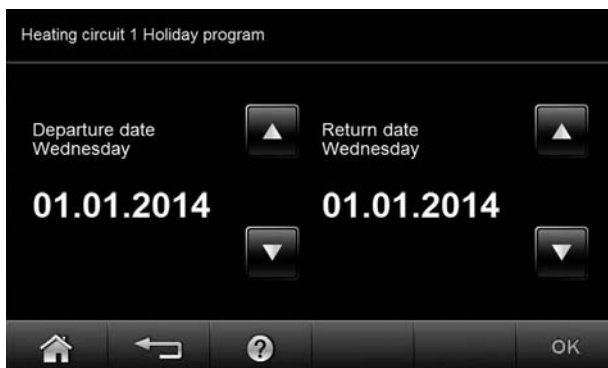 Heating circuit 1 Holiday program
Departure date
Wednesday
01.01.2014
Return date
Wednesday
01.01.2014
?
OK